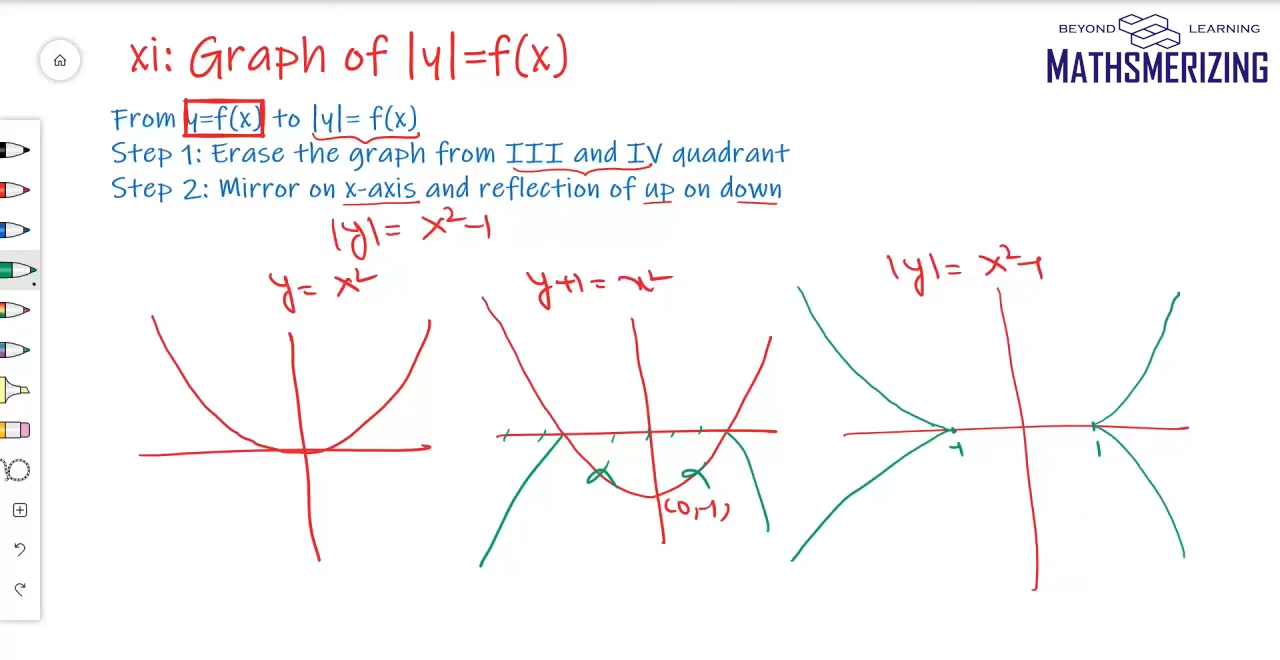 BEYOND LEARNING
MATHSMERIZING
xi: Graph of |y|=f(x)
From y=f(x) to |y|= f(x)
Step 1: Erase the graph from III and IV quadrant
Step 2: Mirror on x-axis and reflection of up on down
|y| = x²-1
y = x²
y+1 = x²
|y| = x²-1
(0,-1)
-1
1